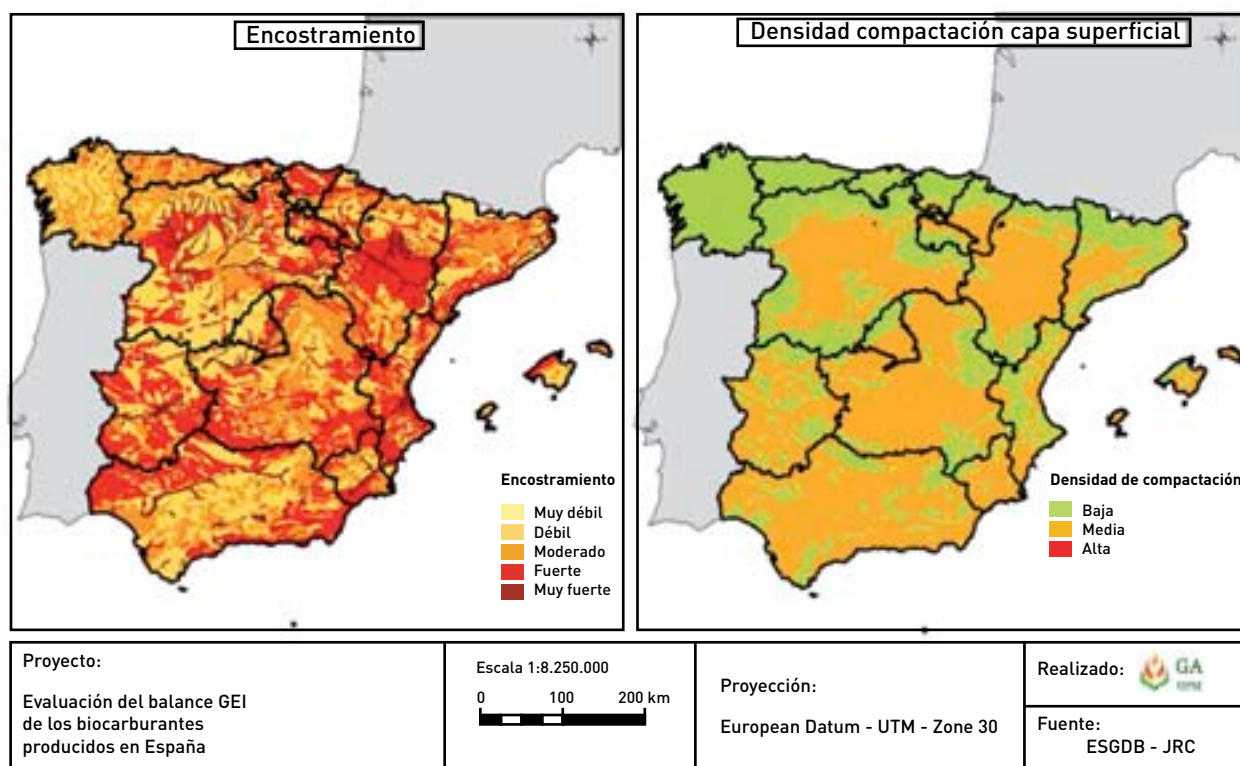 Encostramiento
Densidad compactación capa superficial
Encostramiento
Muy débil
Débil
Moderado
Fuerte
Muy fuerte
Densidad de compactación
Baja
Media
Alta
Proyecto:
Evaluación del balance GEI
de los biocarburantes
producidos en España
Escala 1:8.250.000
0 100 200 km
Proyección:
European Datum - UTM - Zone 30
Realizado:
GA
Fuente:
ESGDB - JRC